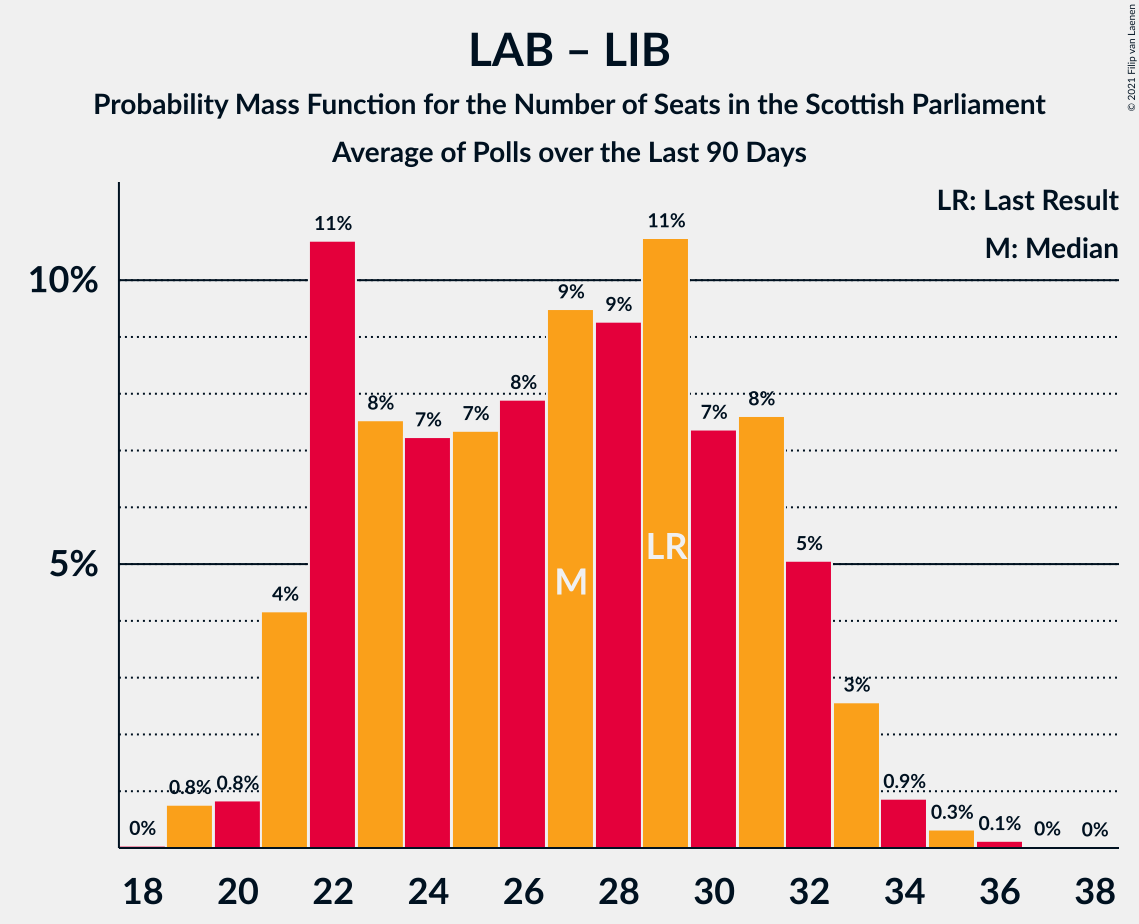 LAB – LIB
Probability Mass Function for the Number of Seats in the Scottish Parliament
Average of Polls over the Last 90 Days
© 2021 Filip van Laenen
LR: Last Result
M: Median
10%
5%
0%
0.8%
0.8%
4%
11%
8%
7%
7%
8%
9%
9%
11%
7%
8%
5%
3%
0.9%
0.3%
0.1%
0%
0%
M
LR
18 20 22 24 26 28 30 32 34 36 38